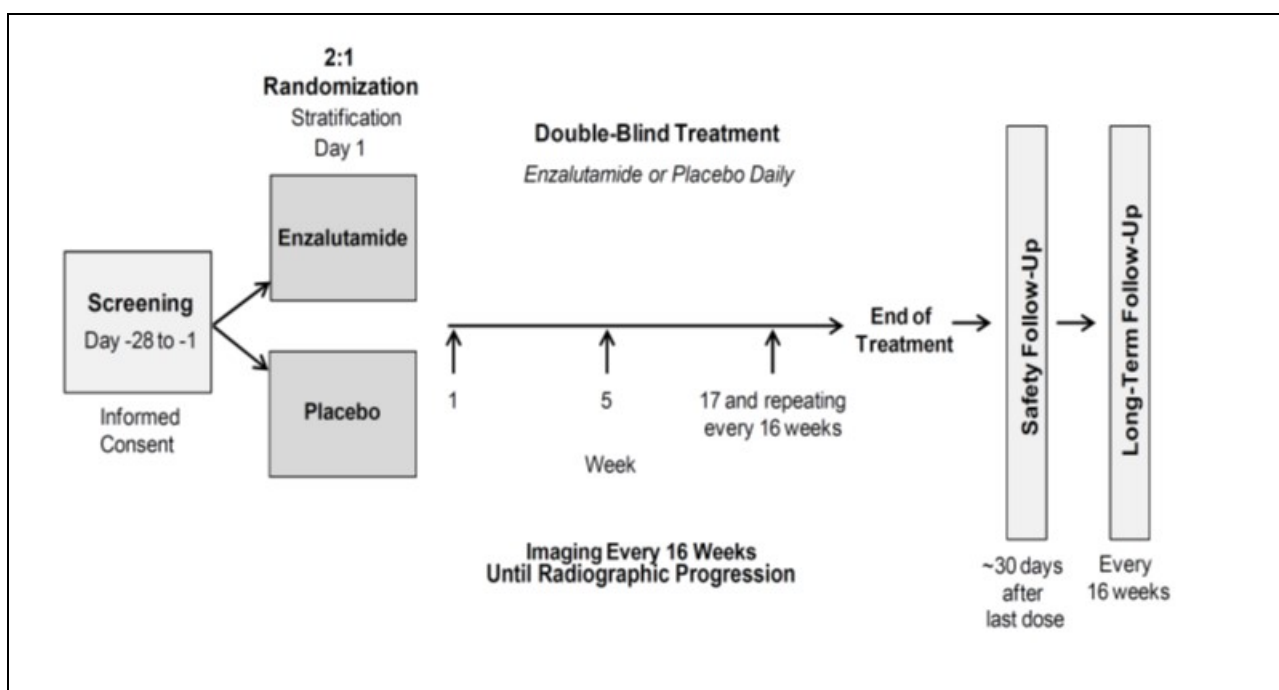 2:1
Randomization
Stratification
Day 1
Double-Blind Treatment
Enzalutamide or Placebo Daily
Screening
Day -28 to -1
Informed
Consent
Enzalutamide
Placebo
1
5
17 and repeating
every 16 weeks
Week
Imaging Every 16 Weeks
Until Radiographic Progression
End of
Treatment
Safety Follow-Up
~30 days
after
last dose
Long-Term Follow-Up
Every
16 weeks